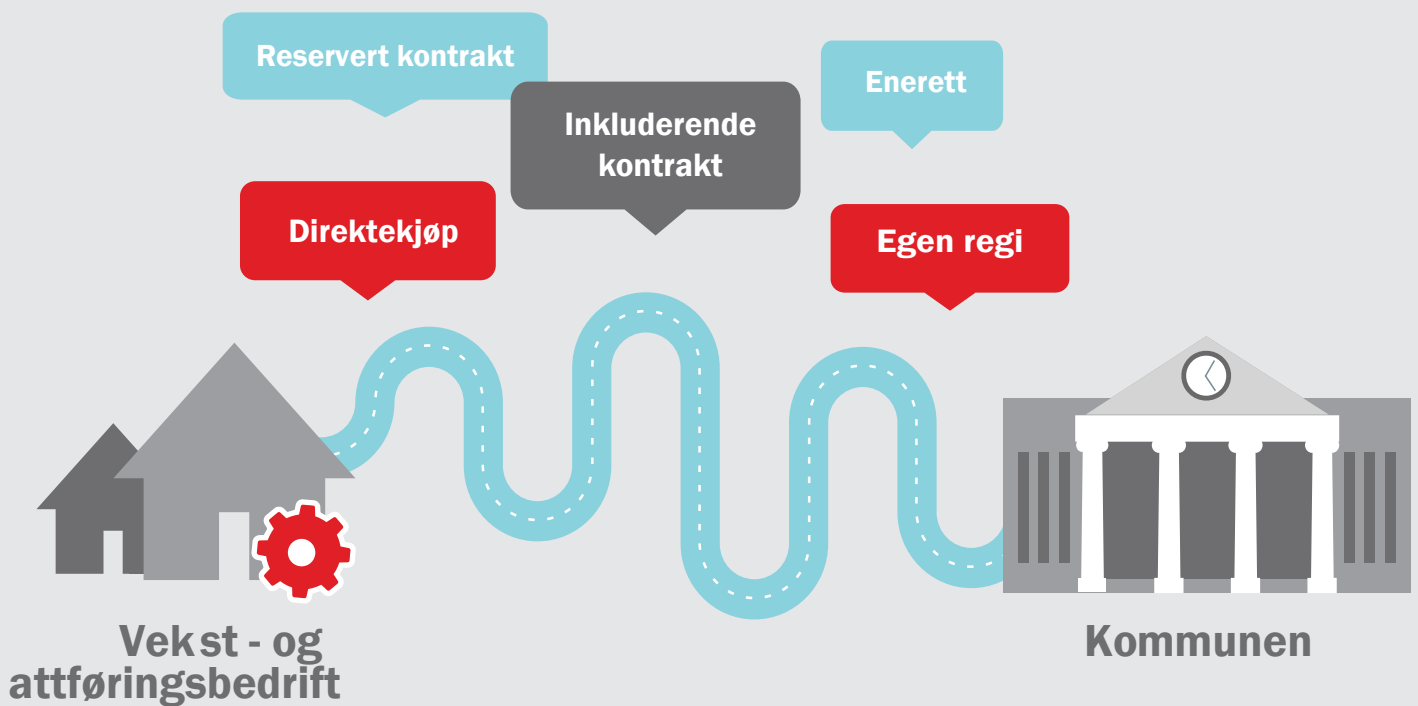 Reservert kontrakt
Enerett
Inkluderende
kontrakt
Direktekjøp
Egen regi
Vekst - og
attføringsbedrift
Kommunen